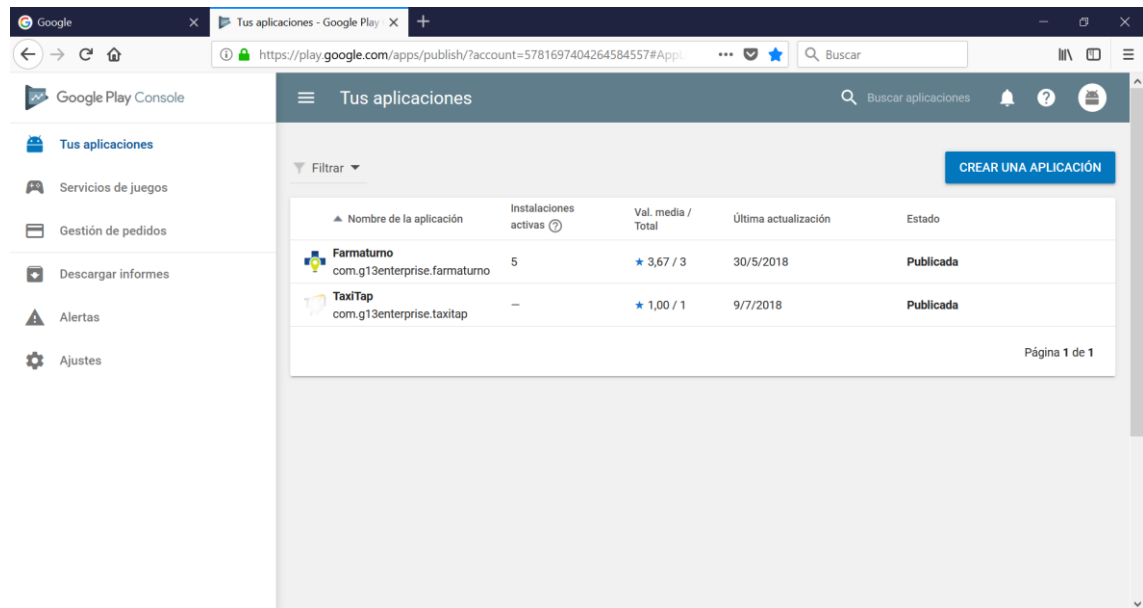 Google
Tus aplicaciones - Google Play
https://play.google.com/apps/publish/?account=5781697404264584557#App
Buscar
Google Play Console
Tus aplicaciones
Buscar aplicaciones
Tus aplicaciones
Servicios de juegos
Gestión de pedidos
Descargar informes
Alertas
Ajustes
Filtrar
CREAR UNA APLICACIÓN
Nombre de la aplicación
Instalaciones
activas
Val. media /
Total
Última actualización
Estado
Farmaturno
com.g13enterprise.farmaturno
5
3,67 / 3
30/5/2018
Publicada
TaxiTap
com.g13enterprise.taxitap
–
1,00 / 1
9/7/2018
Publicada
Página 1 de 1